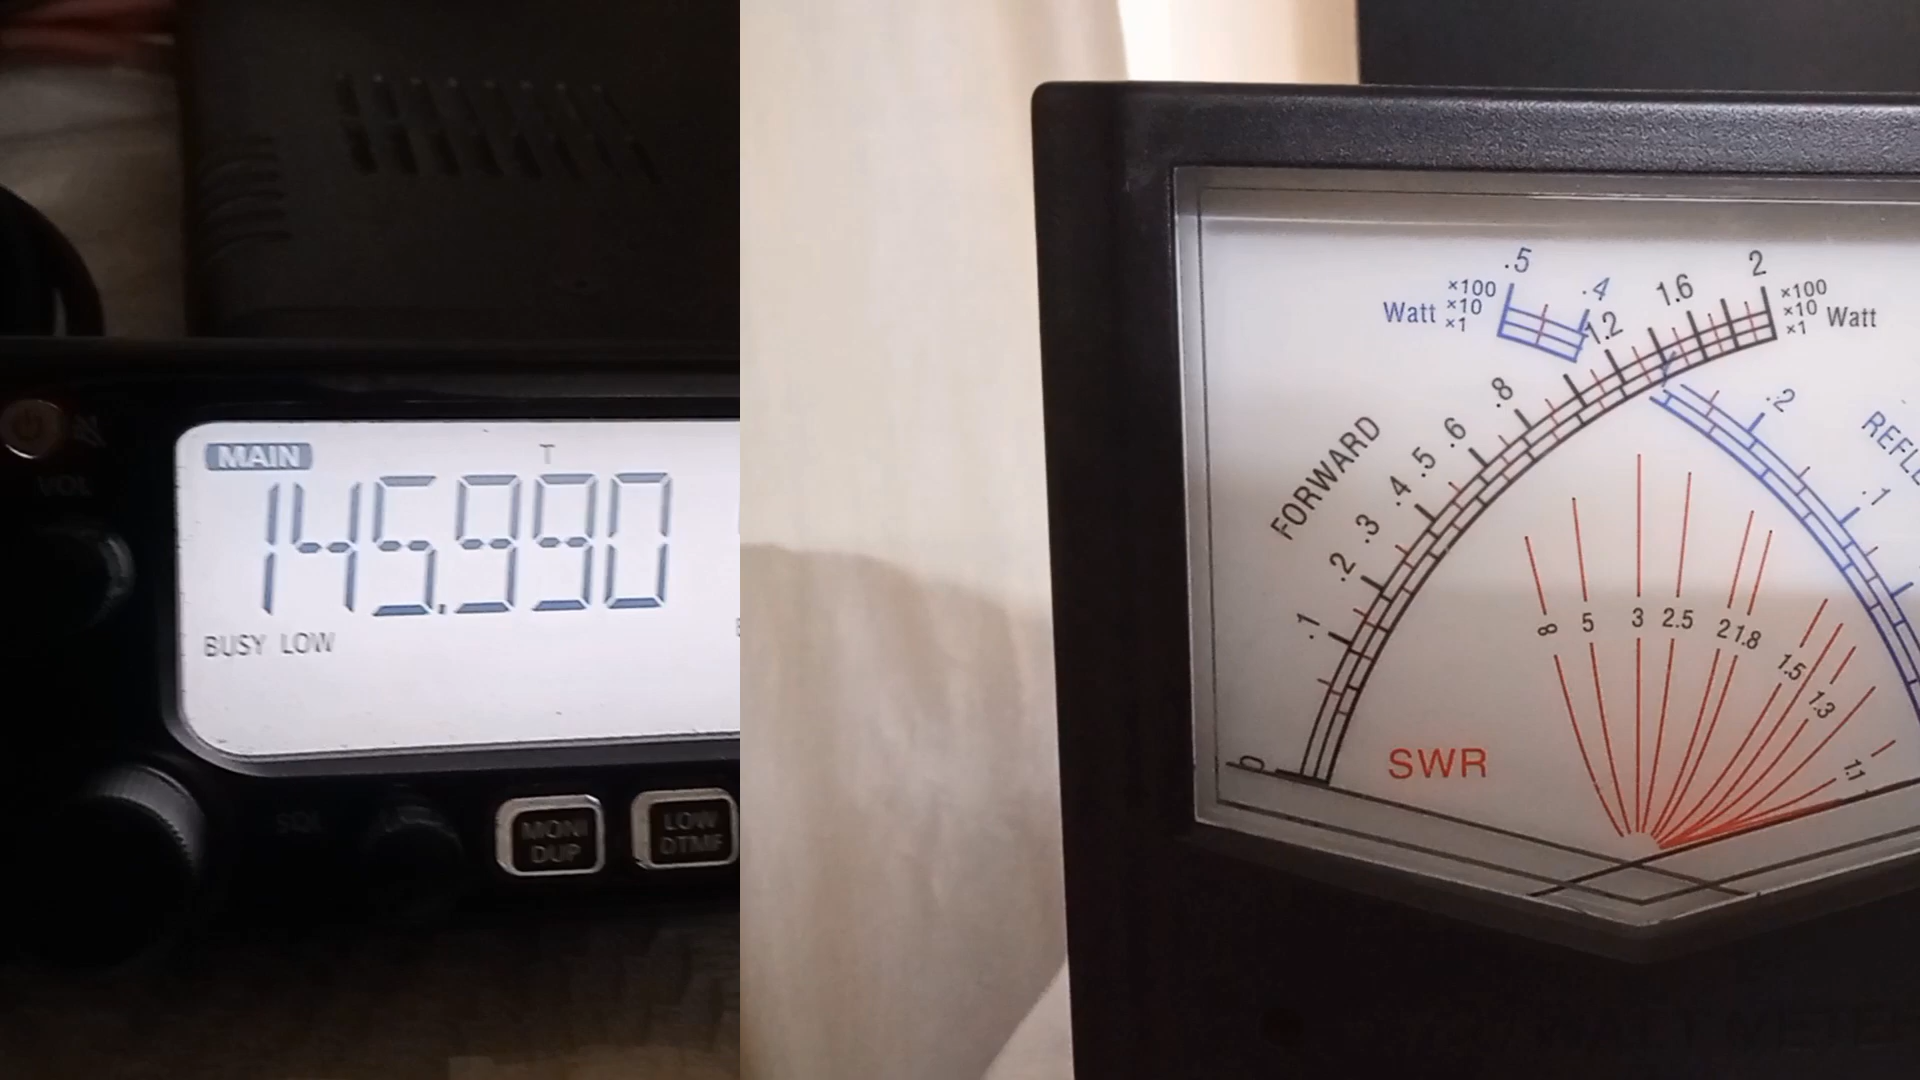 MAIN
T
145.990
BUSY LOW
VOL
SQL
MONI
DUP
LOW
DTMF
.5
.4
×100
×10
×1
Watt
1.2
1.6
2
×100
×10
×1
Watt
FORWARD
0
.1
.2
.3
.4
.5
.6
.8
.2
.1
∞
5
3
2.5
2
1.8
1.5
1.3
1.1
SWR